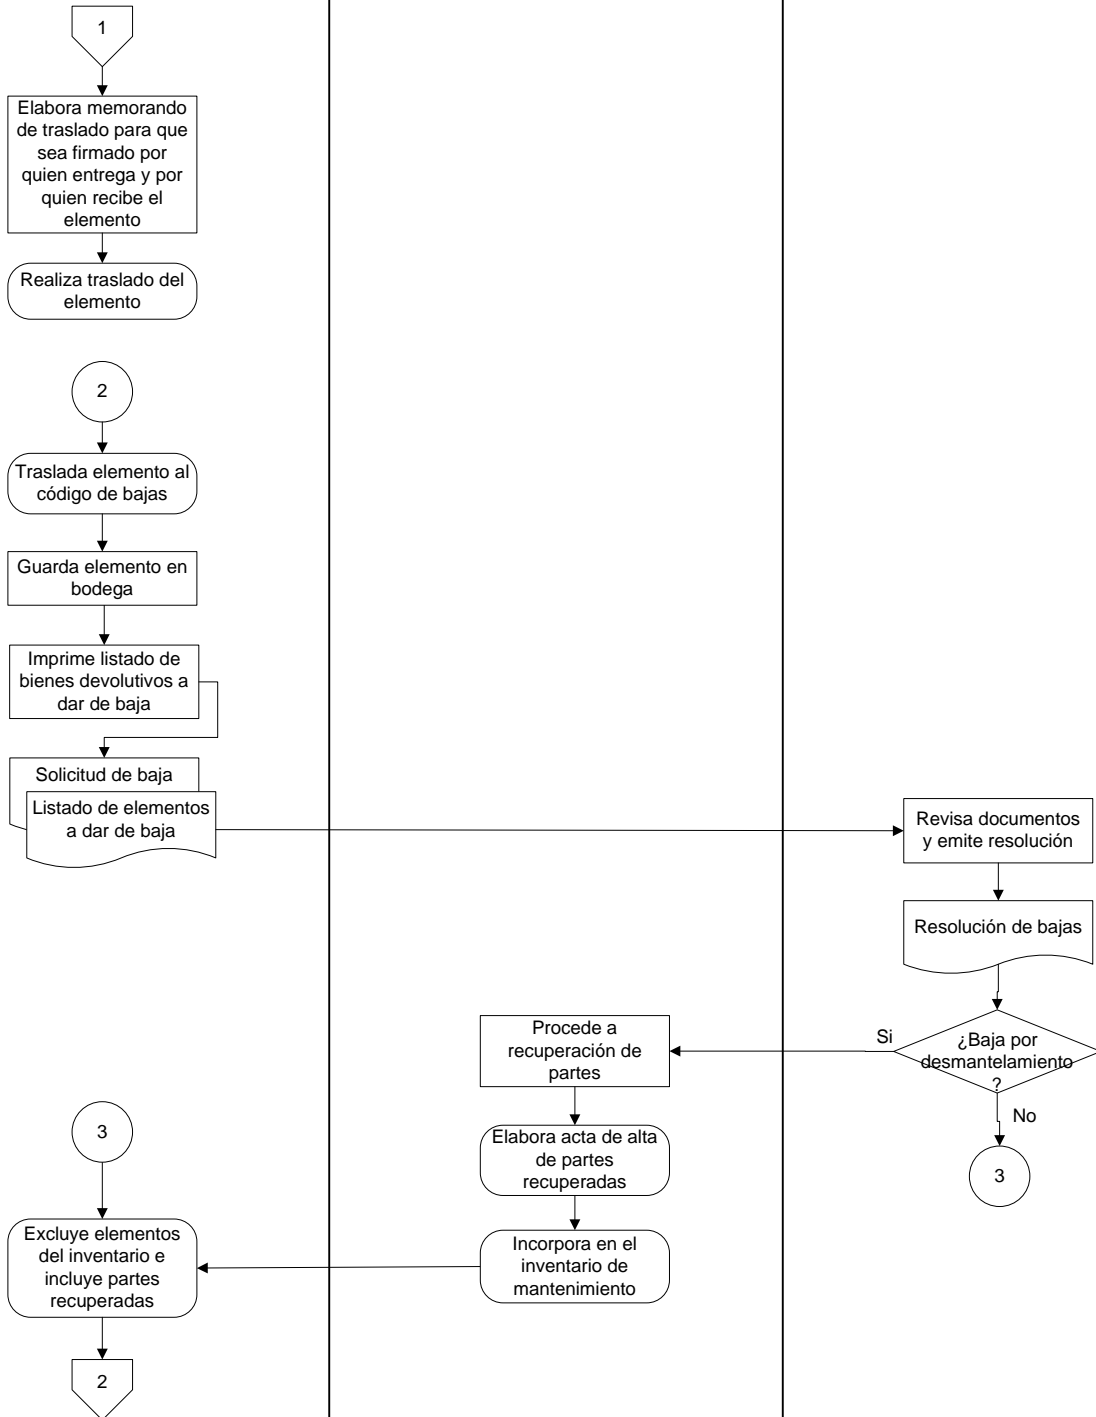 1
Elabora memorando
de traslado para que
sea firmado por
quien entrega y por
quien recibe el
elemento
Realiza traslado del
elemento
2
Traslada elemento al
código de bajas
Guarda elemento en
bodega
Imprime listado de
bienes devolutivos a
dar de baja
Solicitud de baja
Listado de elementos
a dar de baja
Revisa documentos
y emite resolución
Resolución de bajas
¿Baja por
desmantelamiento
?
Si
No
3
Procede a
recuperación de
partes
Elabora acta de alta
de partes
recuperadas
Incorpora en el
inventario de
mantenimiento
3
Excluye elementos
del inventario e
incluye partes
recuperadas
2